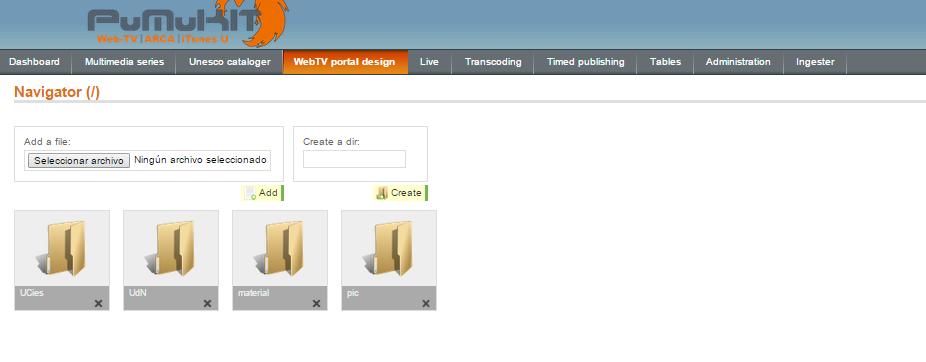 PuMuKIT
Web-TV|ARCA|iTunes U
Dashboard Multimedia series Unesco cataloger WebTV portal design Live Transcoding Timed publishing Tables Administration Ingester
Navigator (/)
Add a file: Create a dir:
Seleccionar archivo Ningún archivo seleccionado
Add Create
UCies UdN material pic